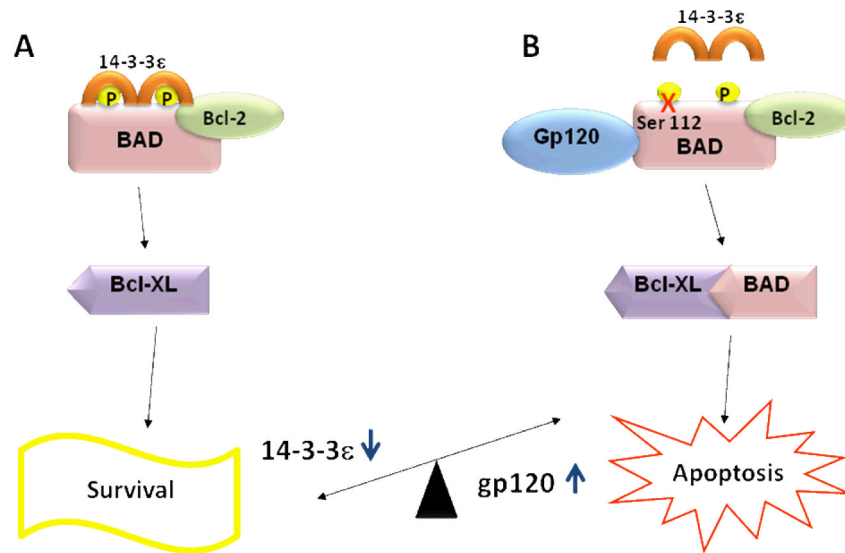 A
14-3-3ε
P P
BAD
Bcl-2
Bcl-XL
Survival
B
14-3-3ε
X P
Ser 112
Gp120
BAD
Bcl-2
Bcl-XL BAD
Apoptosis
14-3-3ε
gp120